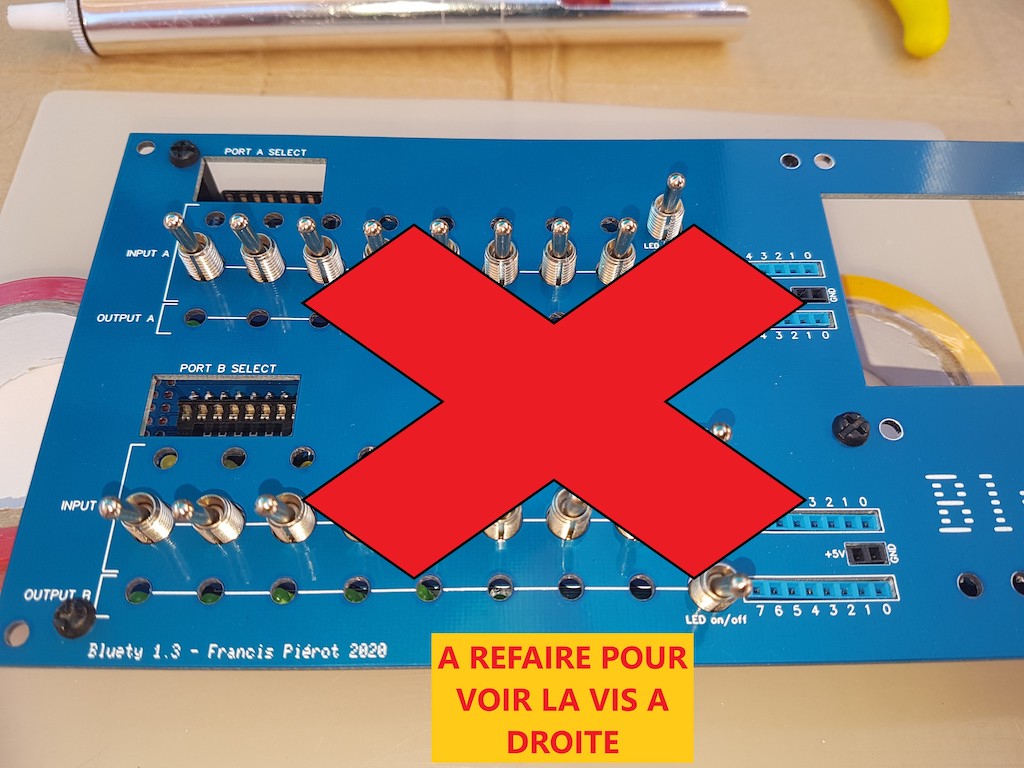 PORT A SELECT
INPUT A
LED
4 3 2 1 0
GND
OUTPUT A
4 3 2 1 0
PORT B SELECT
INPUT
3 2 1 0
+5V
GND
OUTPUT B
7 6 5 4 3 2 1 0
LED on/off
Bluety 1.3 - Francis Piérot 2020
A REFAIRE POUR
VOIR LA VIS A
DROITE